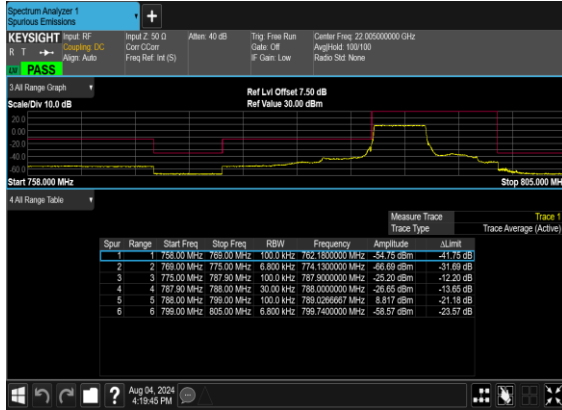 Spectrum Analyzer 1
Spurious Emissions
KEYSIGHT Input: RF Input Z: 50 Ω Atten: 40 dB Trig: Free Run Center Freq: 22.005000000 GHz
R T Coupling: DC Corr CCorr Gate: Off Avg|Hold: 100/100
Align: Auto Freq Ref: Int (S) IF Gain: Low Radio Std: None
PASS
3 All Range Graph
Ref Lvl Offset 7.50 dB
Scale/Div 10.0 dB Ref Value 30.00 dBm
20.0
0.00
-20.0
-40.0
-60.0
Start 758.000 MHz Stop 805.000 MH
4 All Range Table
Measure Trace Trace 1
Trace Type Trace Average (Active)
Spur Range Start Freq Stop Freq RBW Frequency Amplitude ΔLimit
1 1 758.00 MHz 769.00 MHz 100.0 kHz 762.1800000 MHz -54.75 dBm -41.75 dB
2 2 769.00 MHz 775.00 MHz 6.800 kHz 774.1300000 MHz -66.69 dBm -31.69 dB
3 3 775.00 MHz 787.90 MHz 100.0 kHz 787.9000000 MHz -25.20 dBm -12.20 dB
4 4 787.90 MHz 788.00 MHz 30.00 kHz 788.0000000 MHz -26.65 dBm -13.65 dB
5 5 788.00 MHz 799.00 MHz 100.0 kHz 789.0266667 MHz 8.817 dBm -21.18 dB
6 6 799.00 MHz 805.00 MHz 6.800 kHz 799.7400000 MHz -58.57 dBm -23.57 dB
? Aug 04, 2024
4:19:45 PM